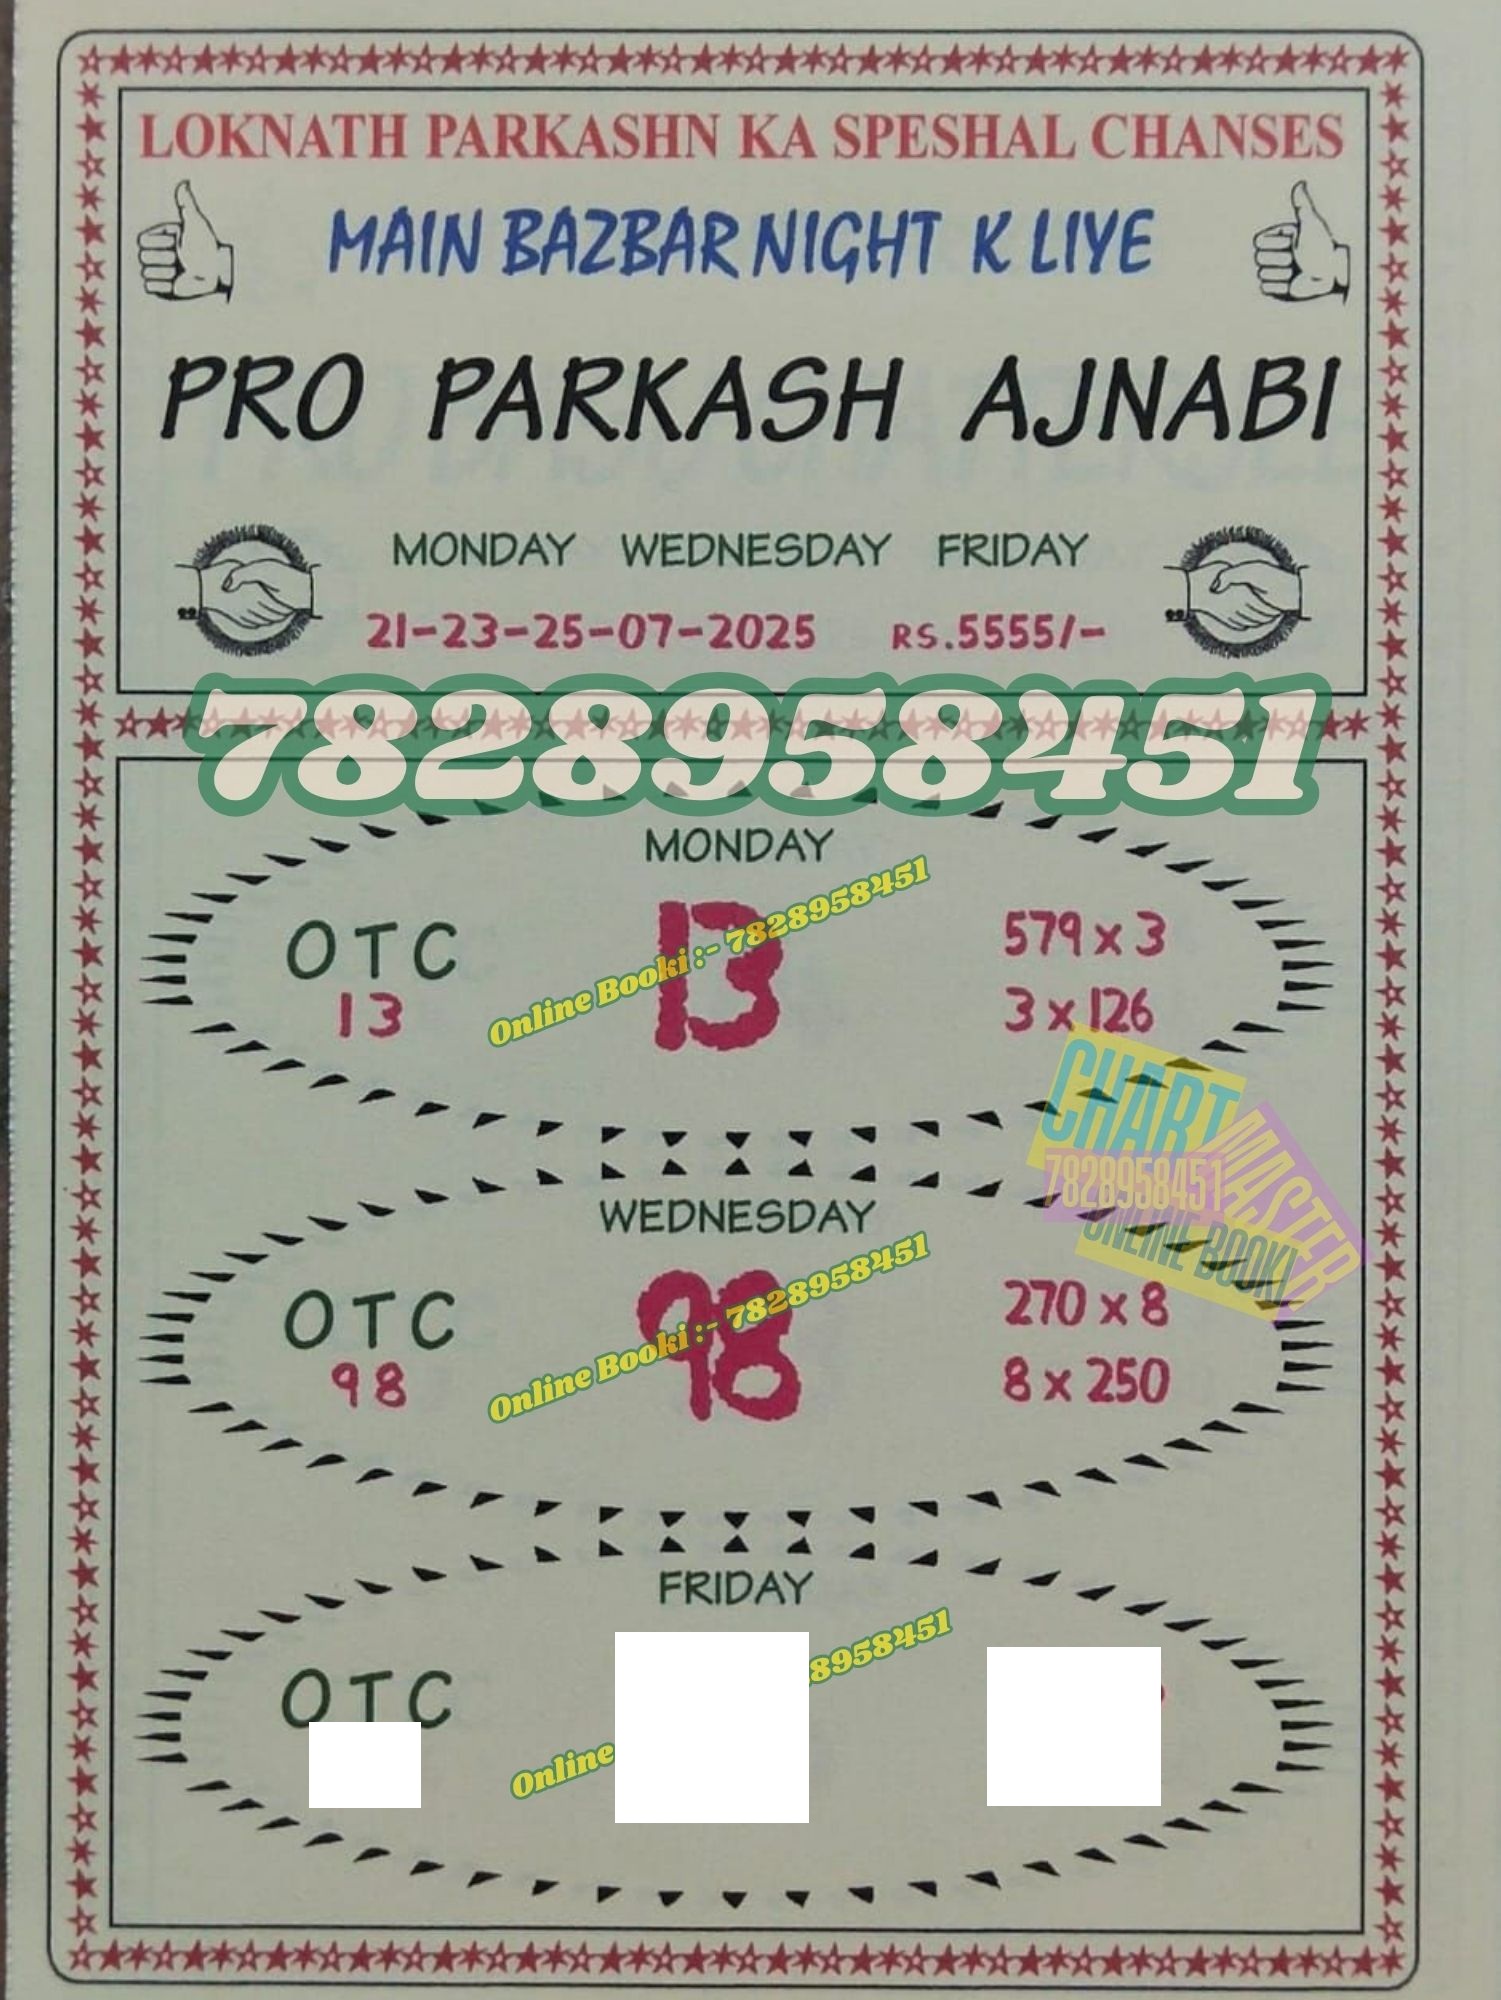 LOKNATH PARKASHN KA SPESHAL CHANSES
MAIN BAZBAR NIGHT K LIYE
PRO PARKASH AJNABI
MONDAY WEDNESDAY FRIDAY
21-23-25-07-2025 RS.5555/-
7828958451
MONDAY
OTC
13
13
579 x 3
3 x 126
Online Booki :- 7828958451
CHART
MASTER
7828958451
ONLINE BOOKI
WEDNESDAY
OTC
98
98
270 x 8
8 x 250
Online Booki :- 7828958451
FRIDAY
OTC
Online
8958451